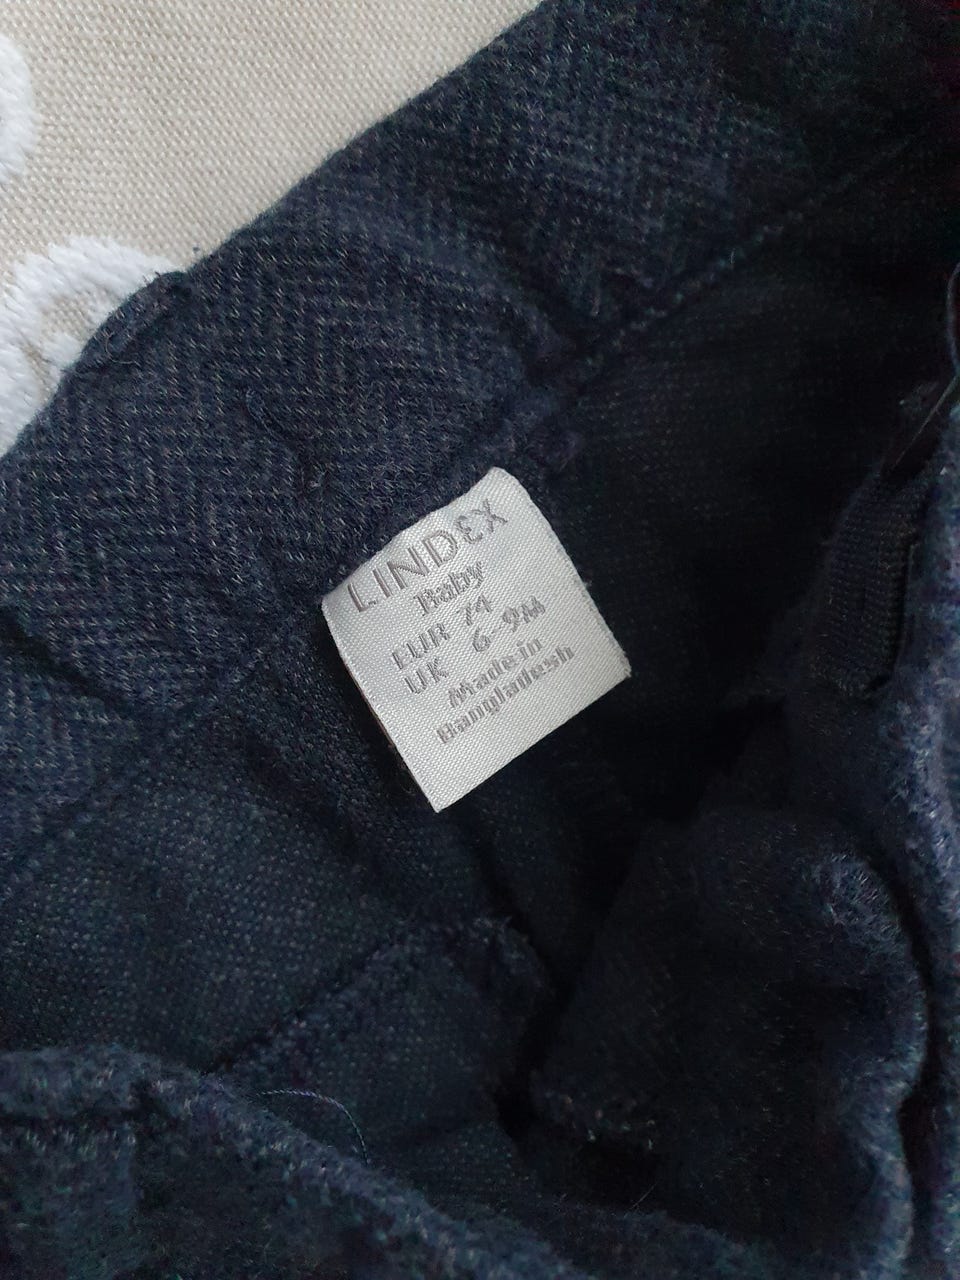 LINDEX
Baby
EUR 74
UK 6-9M
Made in
Bangladesh